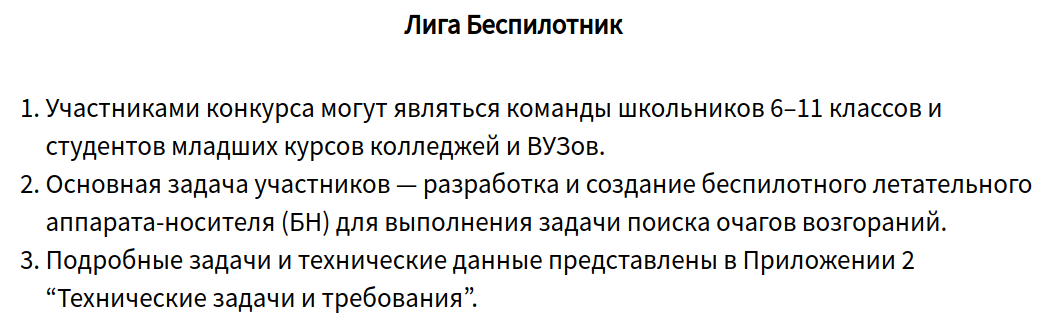 Лига Беспилотник
1. Участниками конкурса могут являться команды школьников 6–11 классов и
студентов младших курсов колледжей и ВУЗов.
2. Основная задача участников — разработка и создание беспилотного летательного
аппарата-носителя (БН) для выполнения задачи поиска очагов возгораний.
3. Подробные задачи и технические данные представлены в Приложении 2
“Технические задачи и требования”.